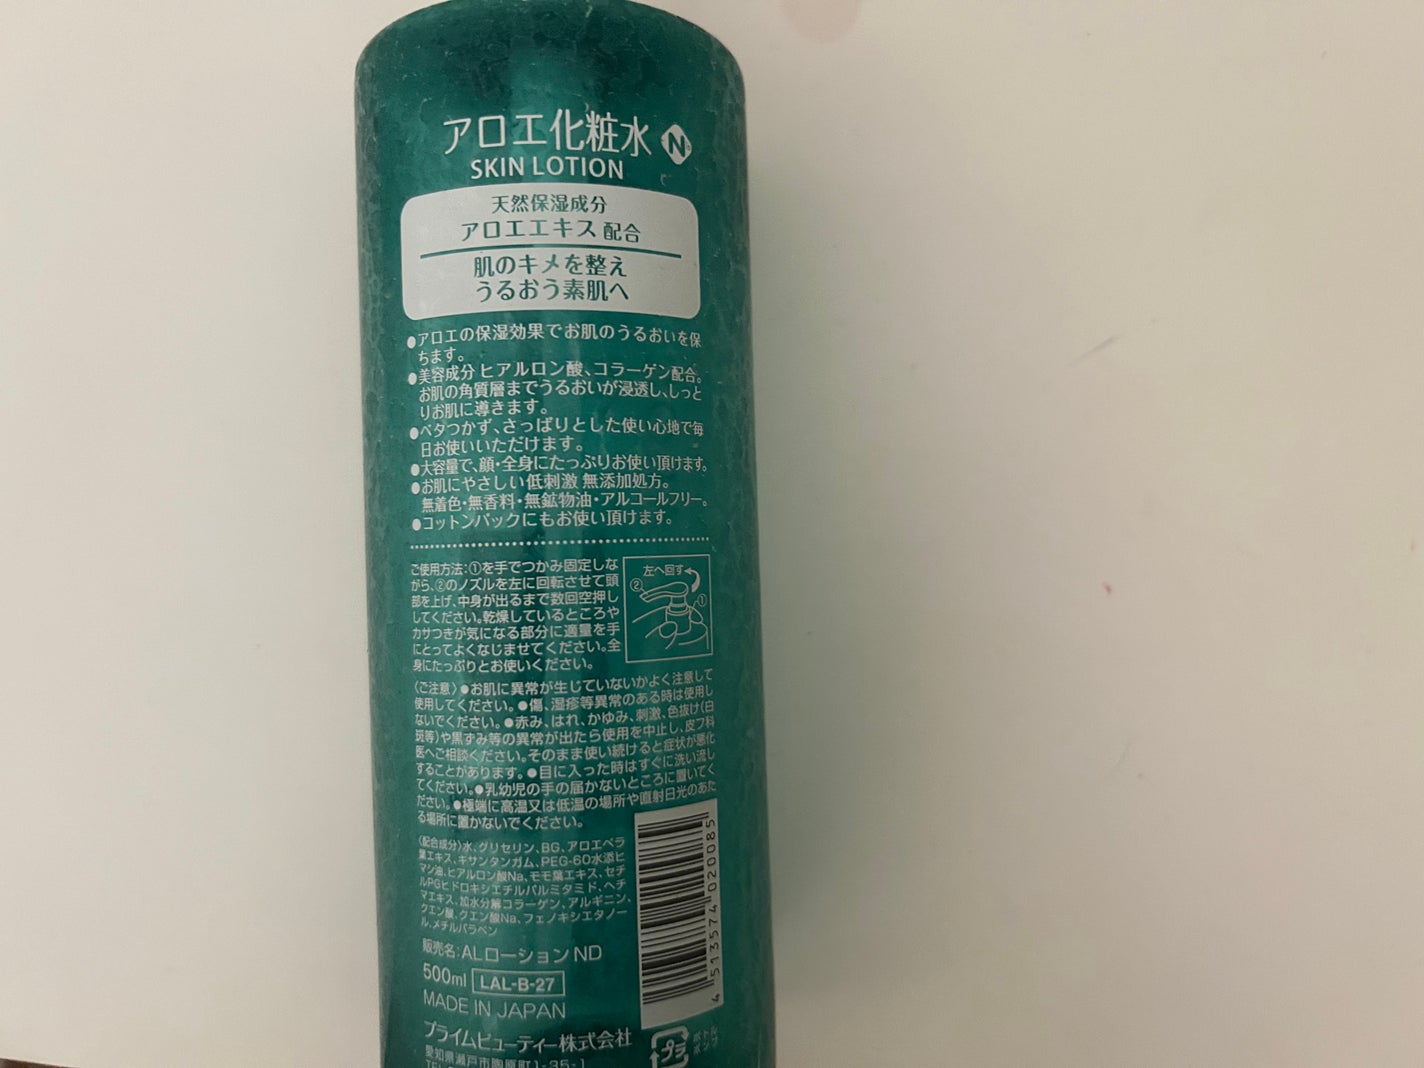 アロエ化粧水 N
SKIN LOTION
天然保湿成分
アロエエキス配合
肌のキメを整え
うるおう素肌へ
●アロエの保湿効果でお肌のうるおいを保
ちます。
●美容成分 ヒアルロン酸、コラーゲン配合。
お肌の角質層までうるおいが浸透し、しっと
りお肌に導きます。
●ベタつかず、さっぱりとした使い心地で毎
日お使いいただけます。
●大容量で、顔・全身にたっぷりお使い頂けます。
●お肌にやさしい低刺激 無添加処方。
無着色・無香料・無鉱物油・アルコールフリー。
●コットンパックにもお使い頂けます。
ご使用方法:①を手でつかみ固定しな
がら、②のノズルを左に回転させて頭
部を上げ、中身が出るまで数回空押し
してください。乾燥しているところや
カサつきが気になる部分に適量を手
にとってよくなじませてください。全
身にたっぷりとお使いください。
左へ回す
②
①
〈ご注意〉●お肌に異常が生じていないかよく注意して
使用してください。●傷、湿疹等異常のある時は使用し
ないでください。●赤み、はれ、かゆみ、刺激、色抜け(白
斑等)や黒ずみ等の異常が出たら使用を中止し、皮フ科
医へご相談ください。そのまま使い続けると症状が悪化
することがあります。●目に入った時はすぐに洗い流し
てください。●乳幼児の手の届かないところに置いてく
ださい。●極端に高温又は低温の場所や直射日光のあた
る場所に置かないでください。
〈配合成分〉水、グリセリン、BG、アロエベラ
葉エキス、キサンタンガム、PEG-60水添ヒ
マシ油、ヒアルロン酸Na、モモ葉エキス、セチ
ルPGヒドロキシエチルパルミタミド、ヘチ
マエキス、加水分解コラーゲン、アルギニン、
クエン酸、クエン酸Na、フェノキシエタノー
ル、メチルパラベン
販売名:ALローションND
500ml LAL-B-27
MADE IN JAPAN
プライムビューティー株式会社
愛知県瀬戸市陶原町1-35-1
TEL
4 513574 020085
プラ
ボトル
ポンプ